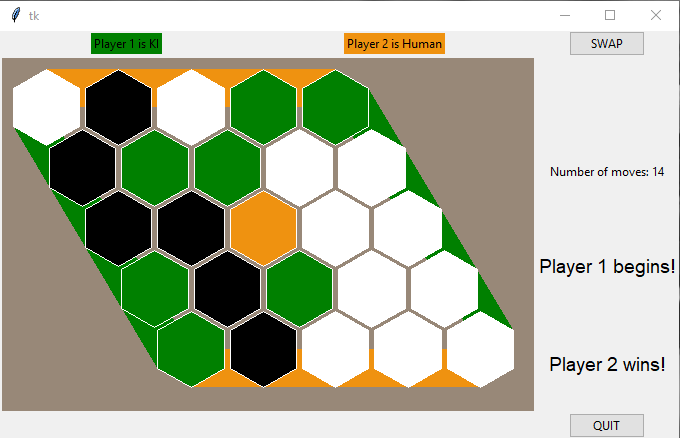 tk
Player 1 is KI
Player 2 is Human
SWAP
Number of moves: 14
Player 1 begins!
Player 2 wins!
QUIT